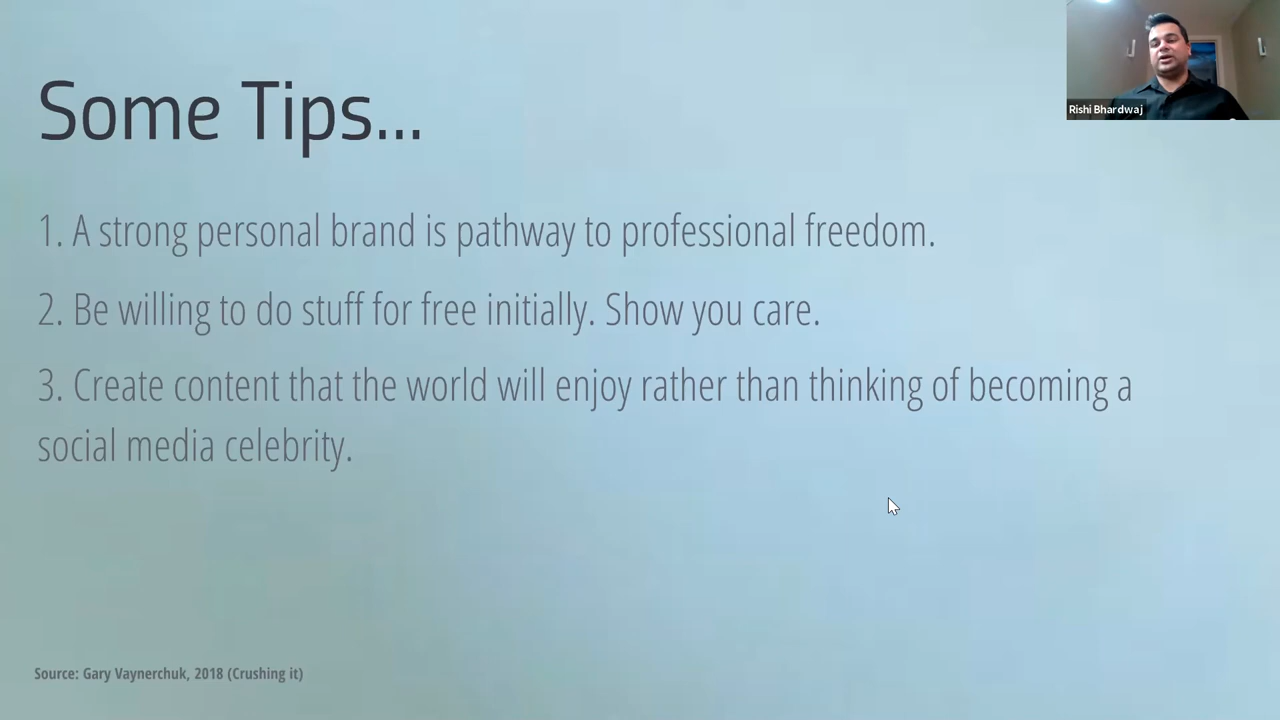 Some Tips...
Rishi Bhardwaj
1. A strong personal brand is pathway to professional freedom.
2. Be willing to do stuff for free initially. Show you care.
3. Create content that the world will enjoy rather than thinking of becoming a
social media celebrity.
Source: Gary Vaynerchuk, 2018 (Crushing it)